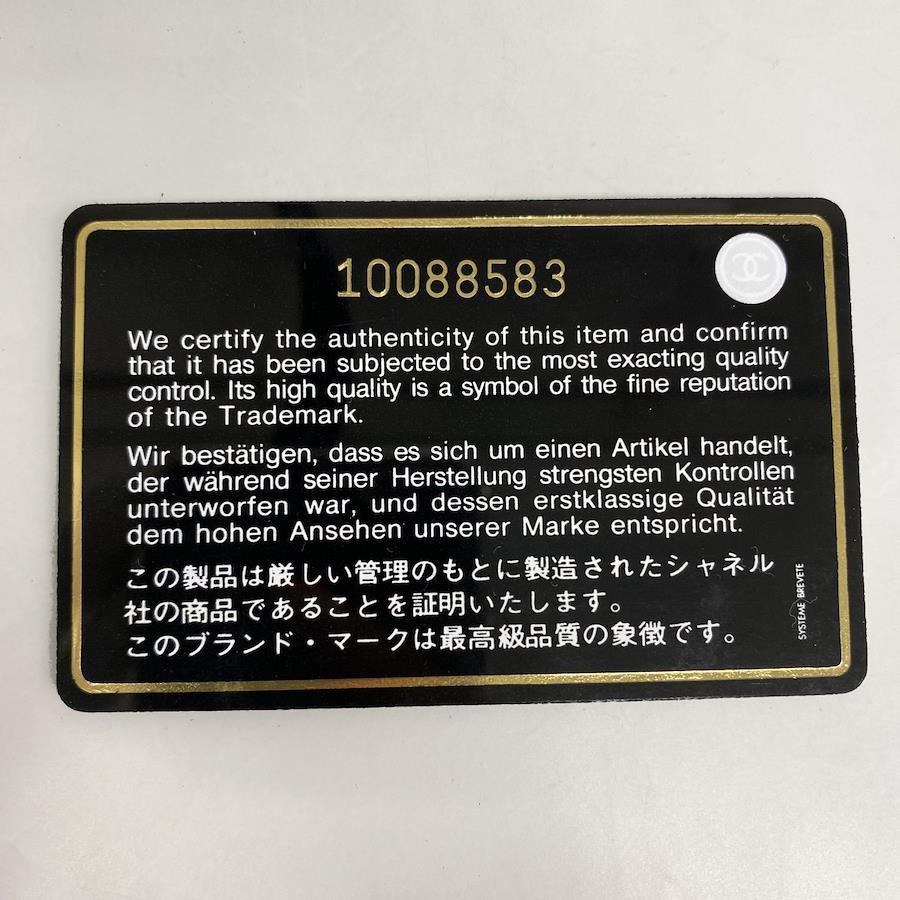 10088583
We certify the authenticity of this item and confirm
that it has been subjected to the most exacting quality
control. Its high quality is a symbol of the fine reputation
of the Trademark.
Wir bestätigen, dass es sich um einen Artikel handelt,
der während seiner Herstellung strengsten Kontrollen
unterworfen war, und dessen erstklassige Qualität
dem hohen Ansehen unserer Marke entspricht.
この製品は厳しい管理のもとに製造されたシャネル
社の商品であることを証明いたします。
このブランド・マークは最高級品質の象徴です。
SYSTEME BREVETE